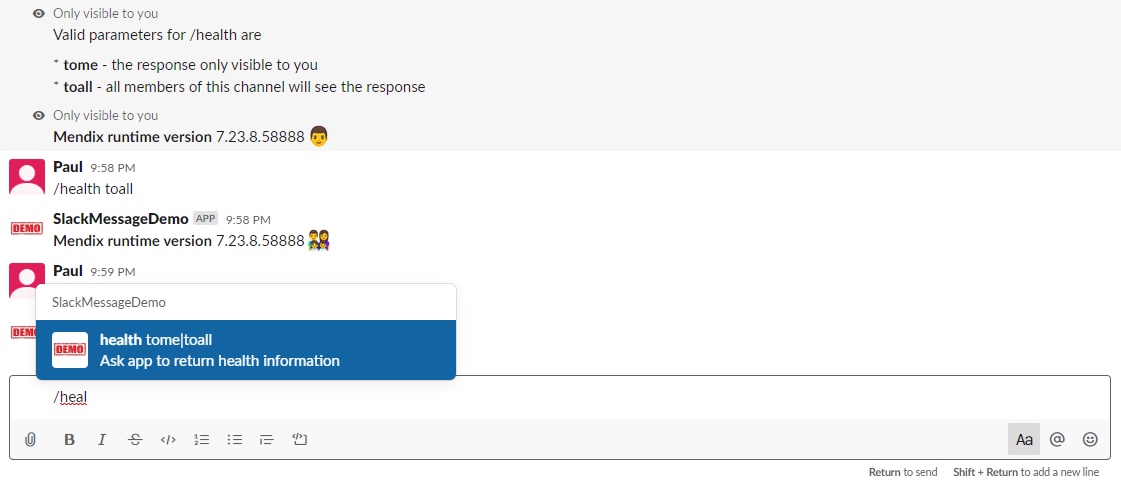 Only visible to you
Valid parameters for /health are
* tome - the response only visible to you
* toall - all members of this channel will see the response
Only visible to you
Mendix runtime version 7.23.8.58888
Paul 9:58 PM
/health toall
DEMO
SlackMessageDemo APP 9:58 PM
Mendix runtime version 7.23.8.58888
Paul 9:59 PM
SlackMessageDemo
DEMO
health tome|toall
Ask app to return health information
/heal
B I S </> Aa @
Return to send Shift + Return to add a new line